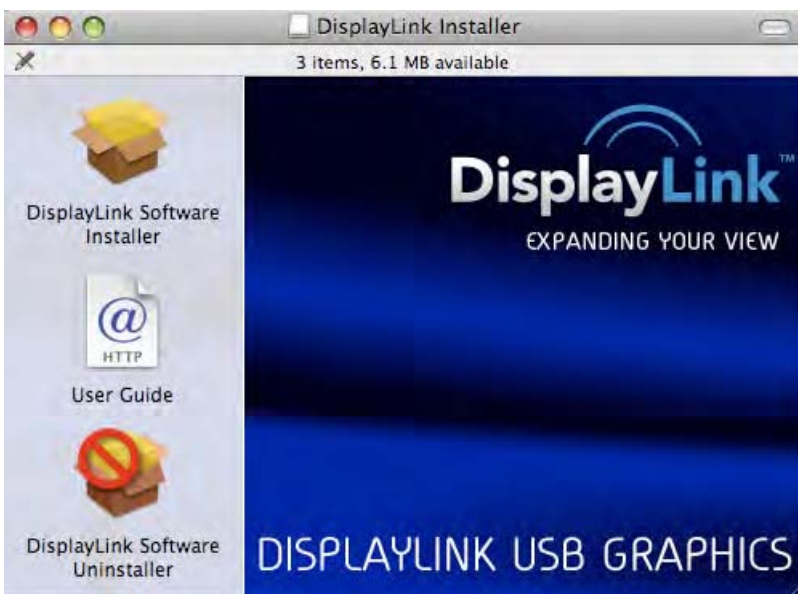 DisplayLink Installer
3 items, 6.1 MB available
DisplayLink Software
Installer
@
HTTP
User Guide
DisplayLink Software
Uninstaller
DisplayLink™
EXPANDING YOUR VIEW
DISPLAYLINK USB GRAPHICS